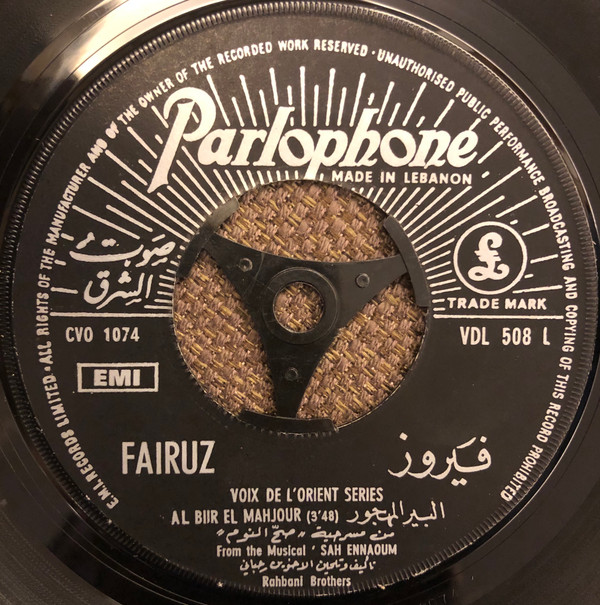 E.M.I. RECORDS LIMITED · ALL RIGHTS OF THE MANUFACTURER AND OF THE OWNER OF THE RECORDED WORK RESERVED · UNAUTHORISED PUBLIC PERFORMANCE BROADCASTING AND COPYING OF THIS RECORD PROHIBITED
Parlophone
MADE IN LEBANON
صوت الشرق
£
TRADE MARK
CVO 1074
VDL 508 L
EMI
FAIRUZ فيروز
VOIX DE L'ORIENT SERIES
AL BIIR EL MAHJOUR (3'48) البير المهجور
من مسرحية "صح النوم"
From the Musical ' SAH ENNAOUM
تأليف وتلحين الأخوين رحباني
Rahbani Brothers